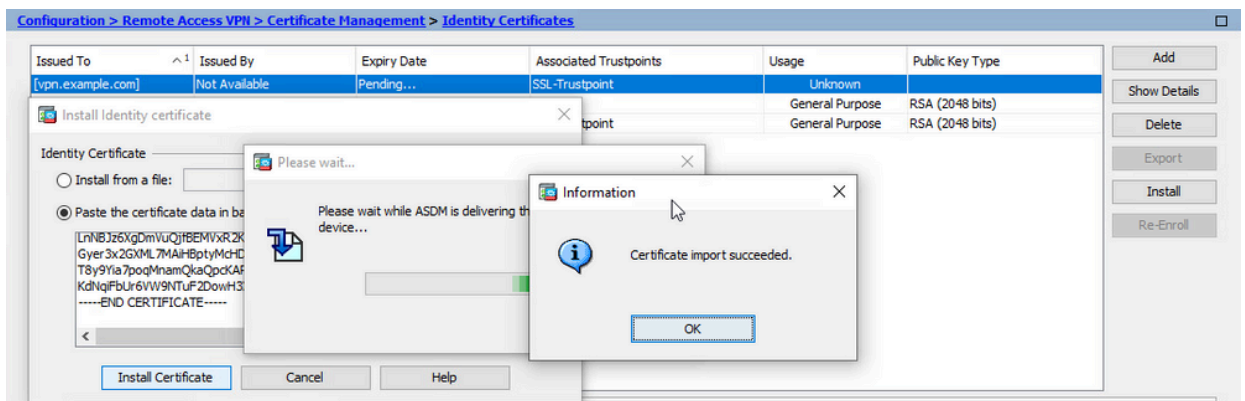 Configuration > Remote Access VPN > Certificate Management > Identity Certificates
Issued To 1 Issued By Expiry Date Associated Trustpoints Usage Public Key Type
[vpn.example.com] Not Available Pending... SSL-Trustpoint Unknown
General Purpose RSA (2048 bits)
tpoint General Purpose RSA (2048 bits)
Add
Show Details
Delete
Export
Install
Re-Enroll
Install Identity certificate
Identity Certificate
Install from a file:
Paste the certificate data in ba
LnNBJz6XgDmVuQjfBEMVxR2K
Gyer3x2GXML7MAiHBptyMcHD
T8y9Yia7poqMnamQkaQpcKAF
KdNqiFbUr6VW9NTuF2DowH3
-----END CERTIFICATE-----
Install Certificate Cancel Help
Please wait...
Please wait while ASDM is delivering th
device...
Information
Certificate import succeeded.
OK